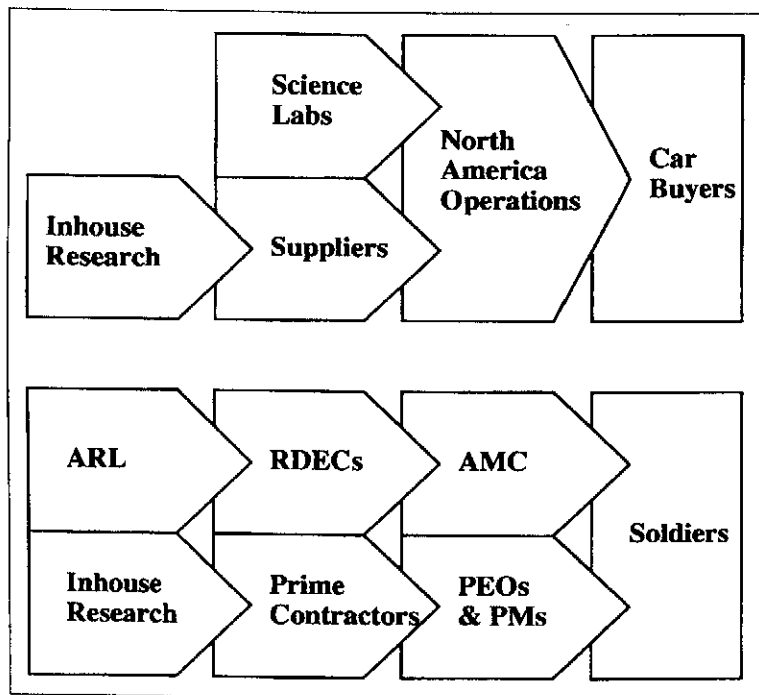 Science
Labs
North
America
Operations
Car
Buyers
Inhouse
Research
Suppliers
ARL
RDECs
AMC
Soldiers
Inhouse
Research
Prime
Contractors
PEOs
& PMs